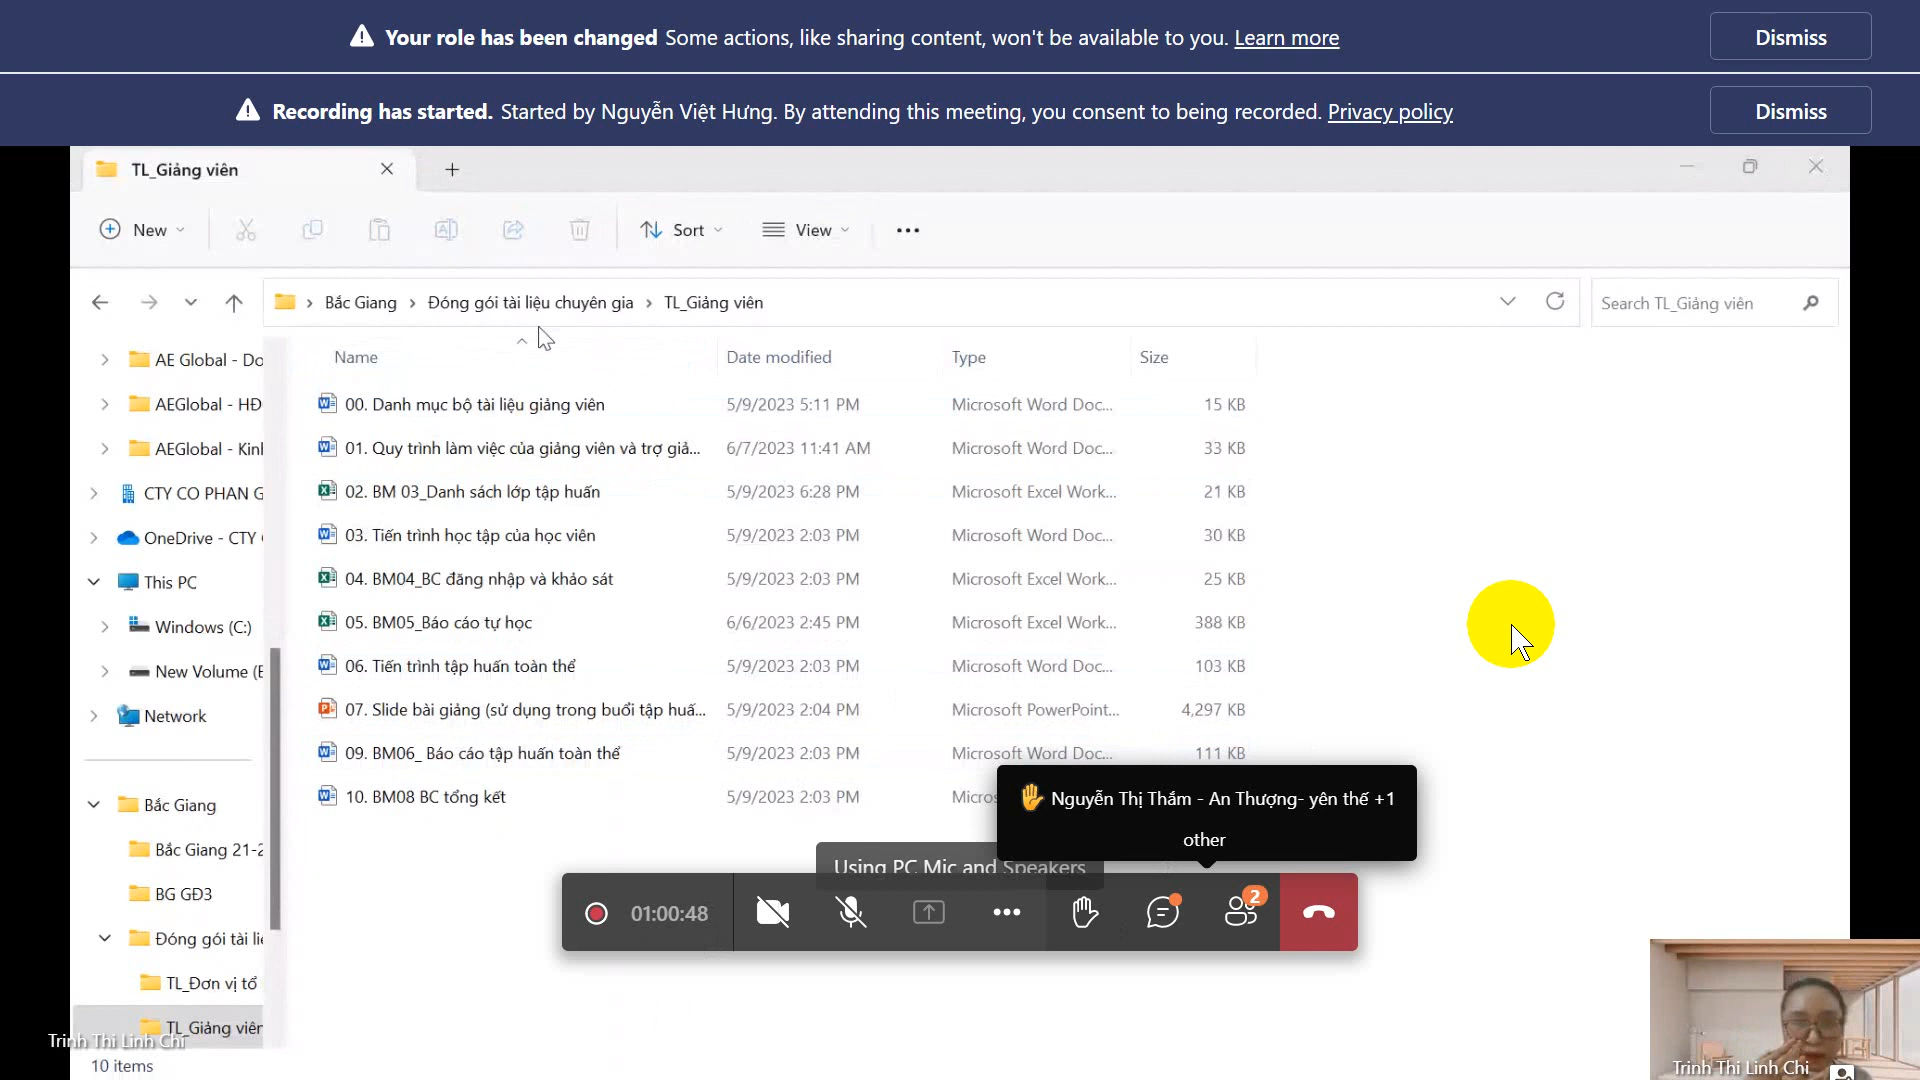 Your role has been changed Some actions, like sharing content, won't be available to you. Learn more
Dismiss
Recording has started. Started by Nguyễn Việt Hưng. By attending this meeting, you consent to being recorded. Privacy policy
Dismiss
TL_Giảng viên
New
Sort
View
Bắc Giang > Đóng gói tài liệu chuyên gia > TL_Giảng viên
Search TL_Giảng viên
Name Date modified Type Size
AE Global - Do
AEGlobal - HĐ
AEGlobal - Kinh
CTY CO PHAN G
OneDrive - CTY
This PC
Windows (C:)
New Volume (E
Network
Bắc Giang
Bắc Giang 21-2
BG GĐ3
Đóng gói tài liệ
TL_Đơn vị tổ
TL_Giảng viên
00. Danh mục bộ tài liệu giảng viên 5/9/2023 5:11 PM Microsoft Word Doc... 15 KB
01. Quy trình làm việc của giảng viên và trợ giả... 6/7/2023 11:41 AM Microsoft Word Doc... 33 KB
02. BM 03_Danh sách lớp tập huấn 5/9/2023 6:28 PM Microsoft Excel Work... 21 KB
03. Tiến trình học tập của học viên 5/9/2023 2:03 PM Microsoft Word Doc... 30 KB
04. BM04_BC đăng nhập và khảo sát 5/9/2023 2:03 PM Microsoft Excel Work... 25 KB
05. BM05_Báo cáo tự học 6/6/2023 2:45 PM Microsoft Excel Work... 388 KB
06. Tiến trình tập huấn toàn thể 5/9/2023 2:03 PM Microsoft Word Doc... 103 KB
07. Slide bài giảng (sử dụng trong buổi tập huấ... 5/9/2023 2:04 PM Microsoft PowerPoint... 4,297 KB
09. BM06_ Báo cáo tập huấn toàn thể 5/9/2023 2:03 PM Microsoft Word Doc... 111 KB
10. BM08 BC tổng kết 5/9/2023 2:03 PM Micros
Nguyễn Thị Thắm - An Thượng- yên thế +1
other
Using PC Mic and Speakers
01:00:48
2
Trinh Thi Linh Chi
10 items
Trinh Thi Linh Chi